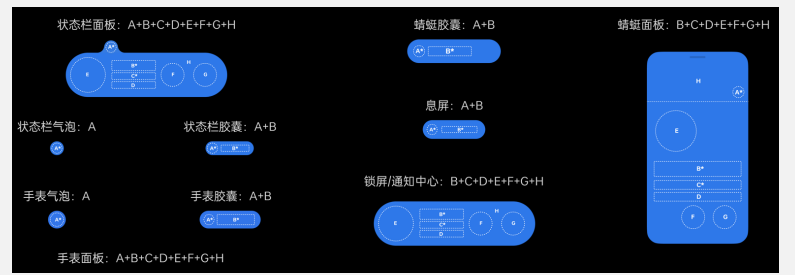 状态栏面板：A+B+C+D+E+F+G+H
蜻蜓胶囊：A+B
蜻蜓面板：B+C+D+E+F+G+H
A*
E
B*
C*
D
F
H
G
A*
B*
H
A*
E
B*
C*
D
F
G
息屏：A+B
A*
B*
状态栏气泡：A
状态栏胶囊：A+B
A*
A*
B*
锁屏/通知中心：B+C+D+E+F+G+H
E
B*
C*
D
F
H
G
手表气泡：A
手表胶囊：A+B
A*
A*
B*
手表面板：A+B+C+D+E+F+G+H